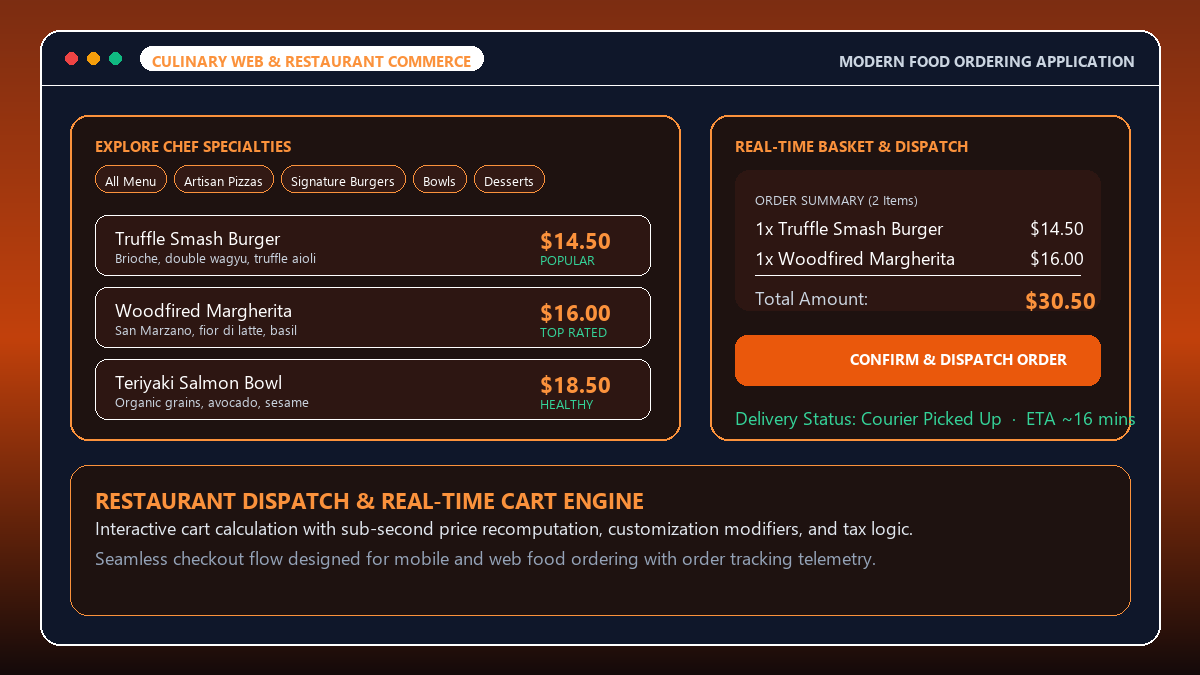 CULINARY WEB & RESTAURANT COMMERCE
MODERN FOOD ORDERING APPLICATION
EXPLORE CHEF SPECIALTIES
All Menu
Artisan Pizzas
Signature Burgers
Bowls
Desserts
Truffle Smash Burger
$14.50
Brioche, double wagyu, truffle aioli
POPULAR
Woodfired Margherita
$16.00
San Marzano, fior di latte, basil
TOP RATED
Teriyaki Salmon Bowl
$18.50
Organic grains, avocado, sesame
HEALTHY
REAL-TIME BASKET & DISPATCH
ORDER SUMMARY (2 Items)
1x Truffle Smash Burger $14.50
1x Woodfired Margherita $16.00
Total Amount: $30.50
CONFIRM & DISPATCH ORDER
Delivery Status: Courier Picked Up · ETA ~16 mins
RESTAURANT DISPATCH & REAL-TIME CART ENGINE
Interactive cart calculation with sub-second price recomputation, customization modifiers, and tax logic.
Seamless checkout flow designed for mobile and web food ordering with order tracking telemetry.